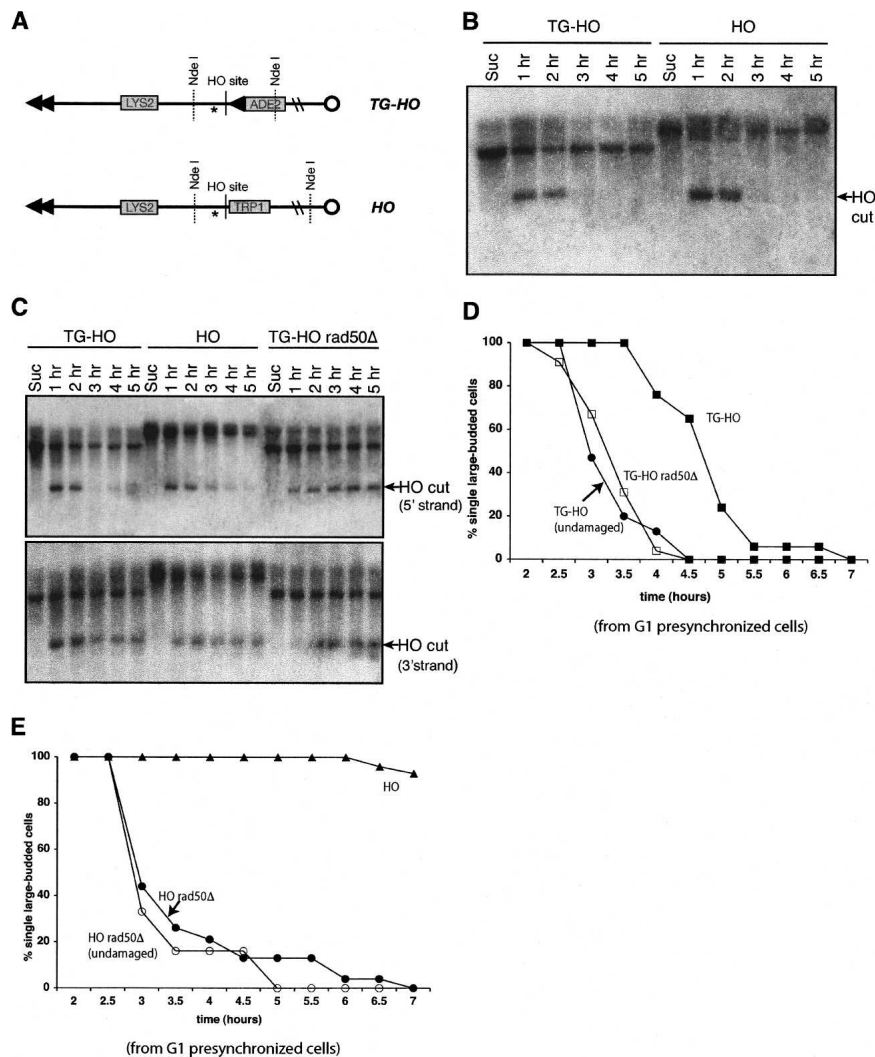 A
Nde I
HO site
Nde I
LYS2
*
ADE2
TG-HO
Nde I
HO site
Nde I
LYS2
*
TRP1
HO
B
TG-HO HO
Suc 1 hr 2 hr 3 hr 4 hr 5 hr Suc 1 hr 2 hr 3 hr 4 hr 5 hr
HO
cut
C
TG-HO HO TG-HO rad50Δ
Suc 1 hr 2 hr 3 hr 4 hr 5 hr Suc 1 hr 2 hr 3 hr 4 hr 5 hr Suc 1 hr 2 hr 3 hr 4 hr 5 hr
HO cut
(5' strand)
HO cut
(3'strand)
D
% single large-budded cells
100
80
60
40
20
0
TG-HO
TG-HO rad50Δ
TG-HO
(undamaged)
2 2.5 3 3.5 4 4.5 5 5.5 6 6.5 7
time (hours)
(from G1 presynchronized cells)
E
% single large-budded cells
100
80
60
40
20
0
HO
HO rad50Δ
HO rad50Δ
(undamaged)
2 2.5 3 3.5 4 4.5 5 5.5 6 6.5 7
time (hours)
(from G1 presynchronized cells)